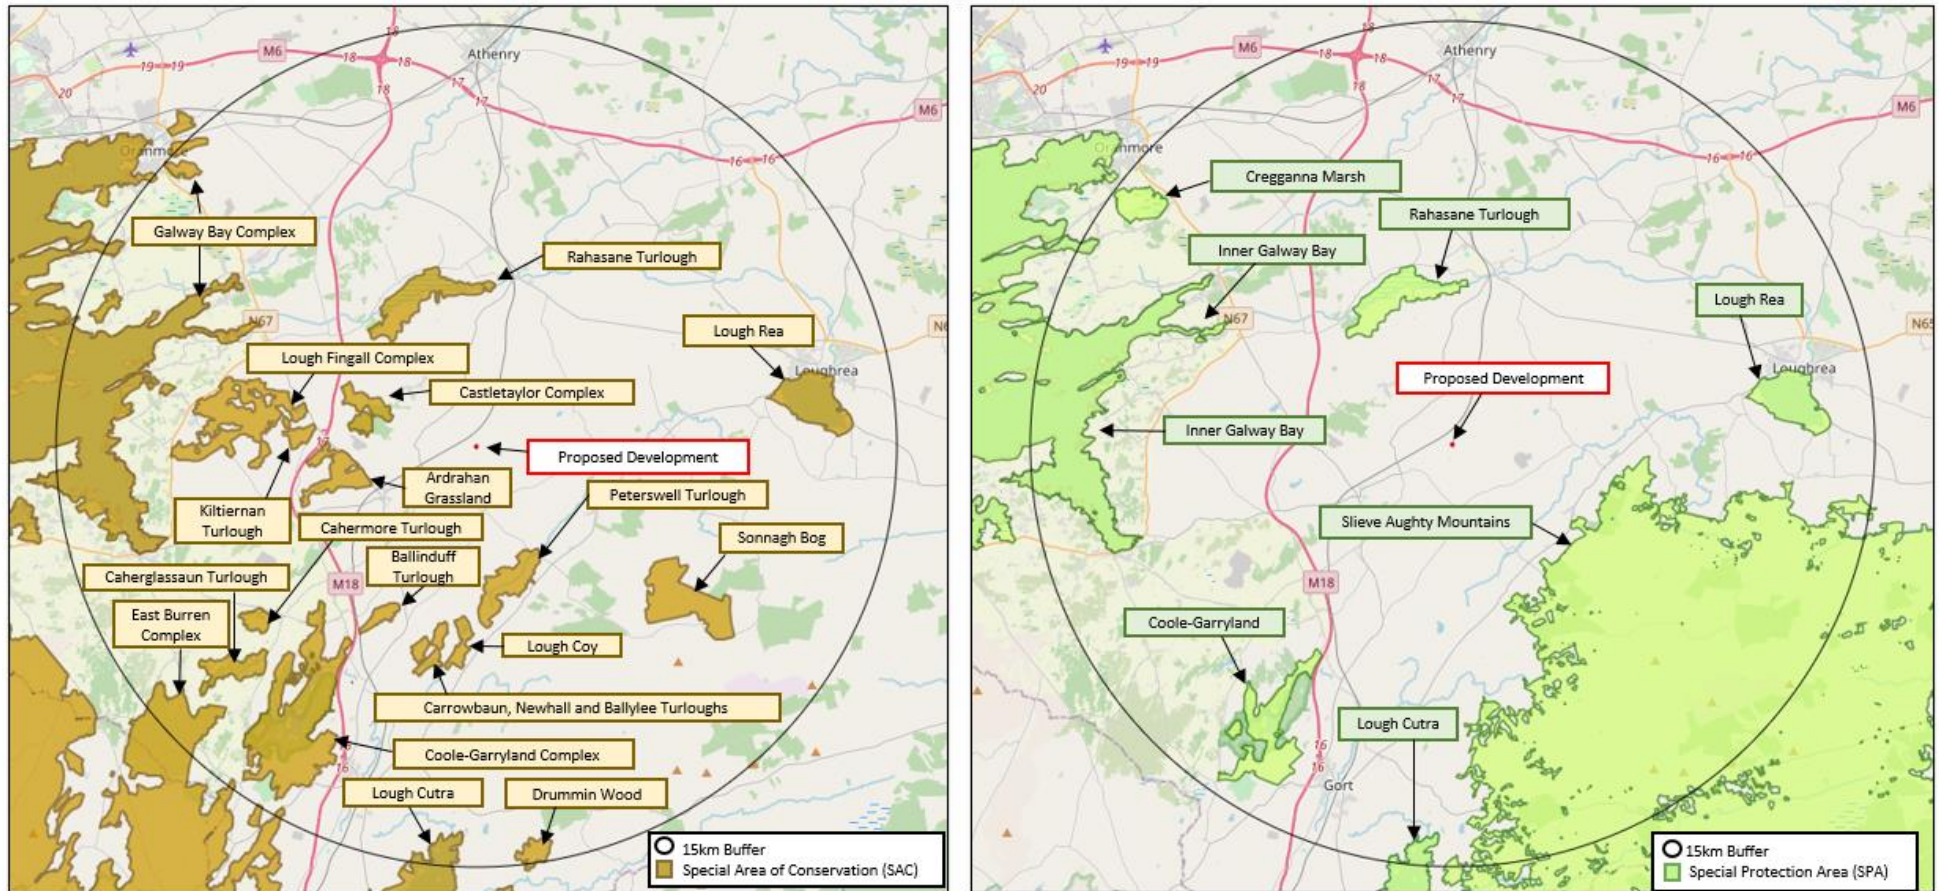 18
M6
Athenry
19
19
18
18
17
20
18
17
M6
16
16
Oranmore
Galway Bay Complex
Rahasane Turlough
N67
Lough Rea
N6
Lough Fingall Complex
Loughrea
Castletaylor Complex
17
Proposed Development
Ardrahan
Grassland
Peterswell Turlough
Kiltiernan
Turlough
Cahermore Turlough
Sonnagh Bog
Ballinduff
Turlough
Caherglassaun Turlough
M18
East Burren
Complex
Lough Coy
Carrowbaun, Newhall and Ballylee Turloughs
Coole-Garryland Complex
16
16
Lough Cutra
Drummin Wood
15km Buffer
Special Area of Conservation (SAC)
18
M6
Athenry
19
19
18
18
17
20
18
17
M6
16
16
Oranmore
Cregganna Marsh
Rahasane Turlough
Inner Galway Bay
Lough Rea
N67
N65
Proposed Development
Loughrea
Inner Galway Bay
Slieve Aughty Mountains
M18
Coole-Garryland
Lough Cutra
16
16
Gort
15km Buffer
Special Protection Area (SPA)